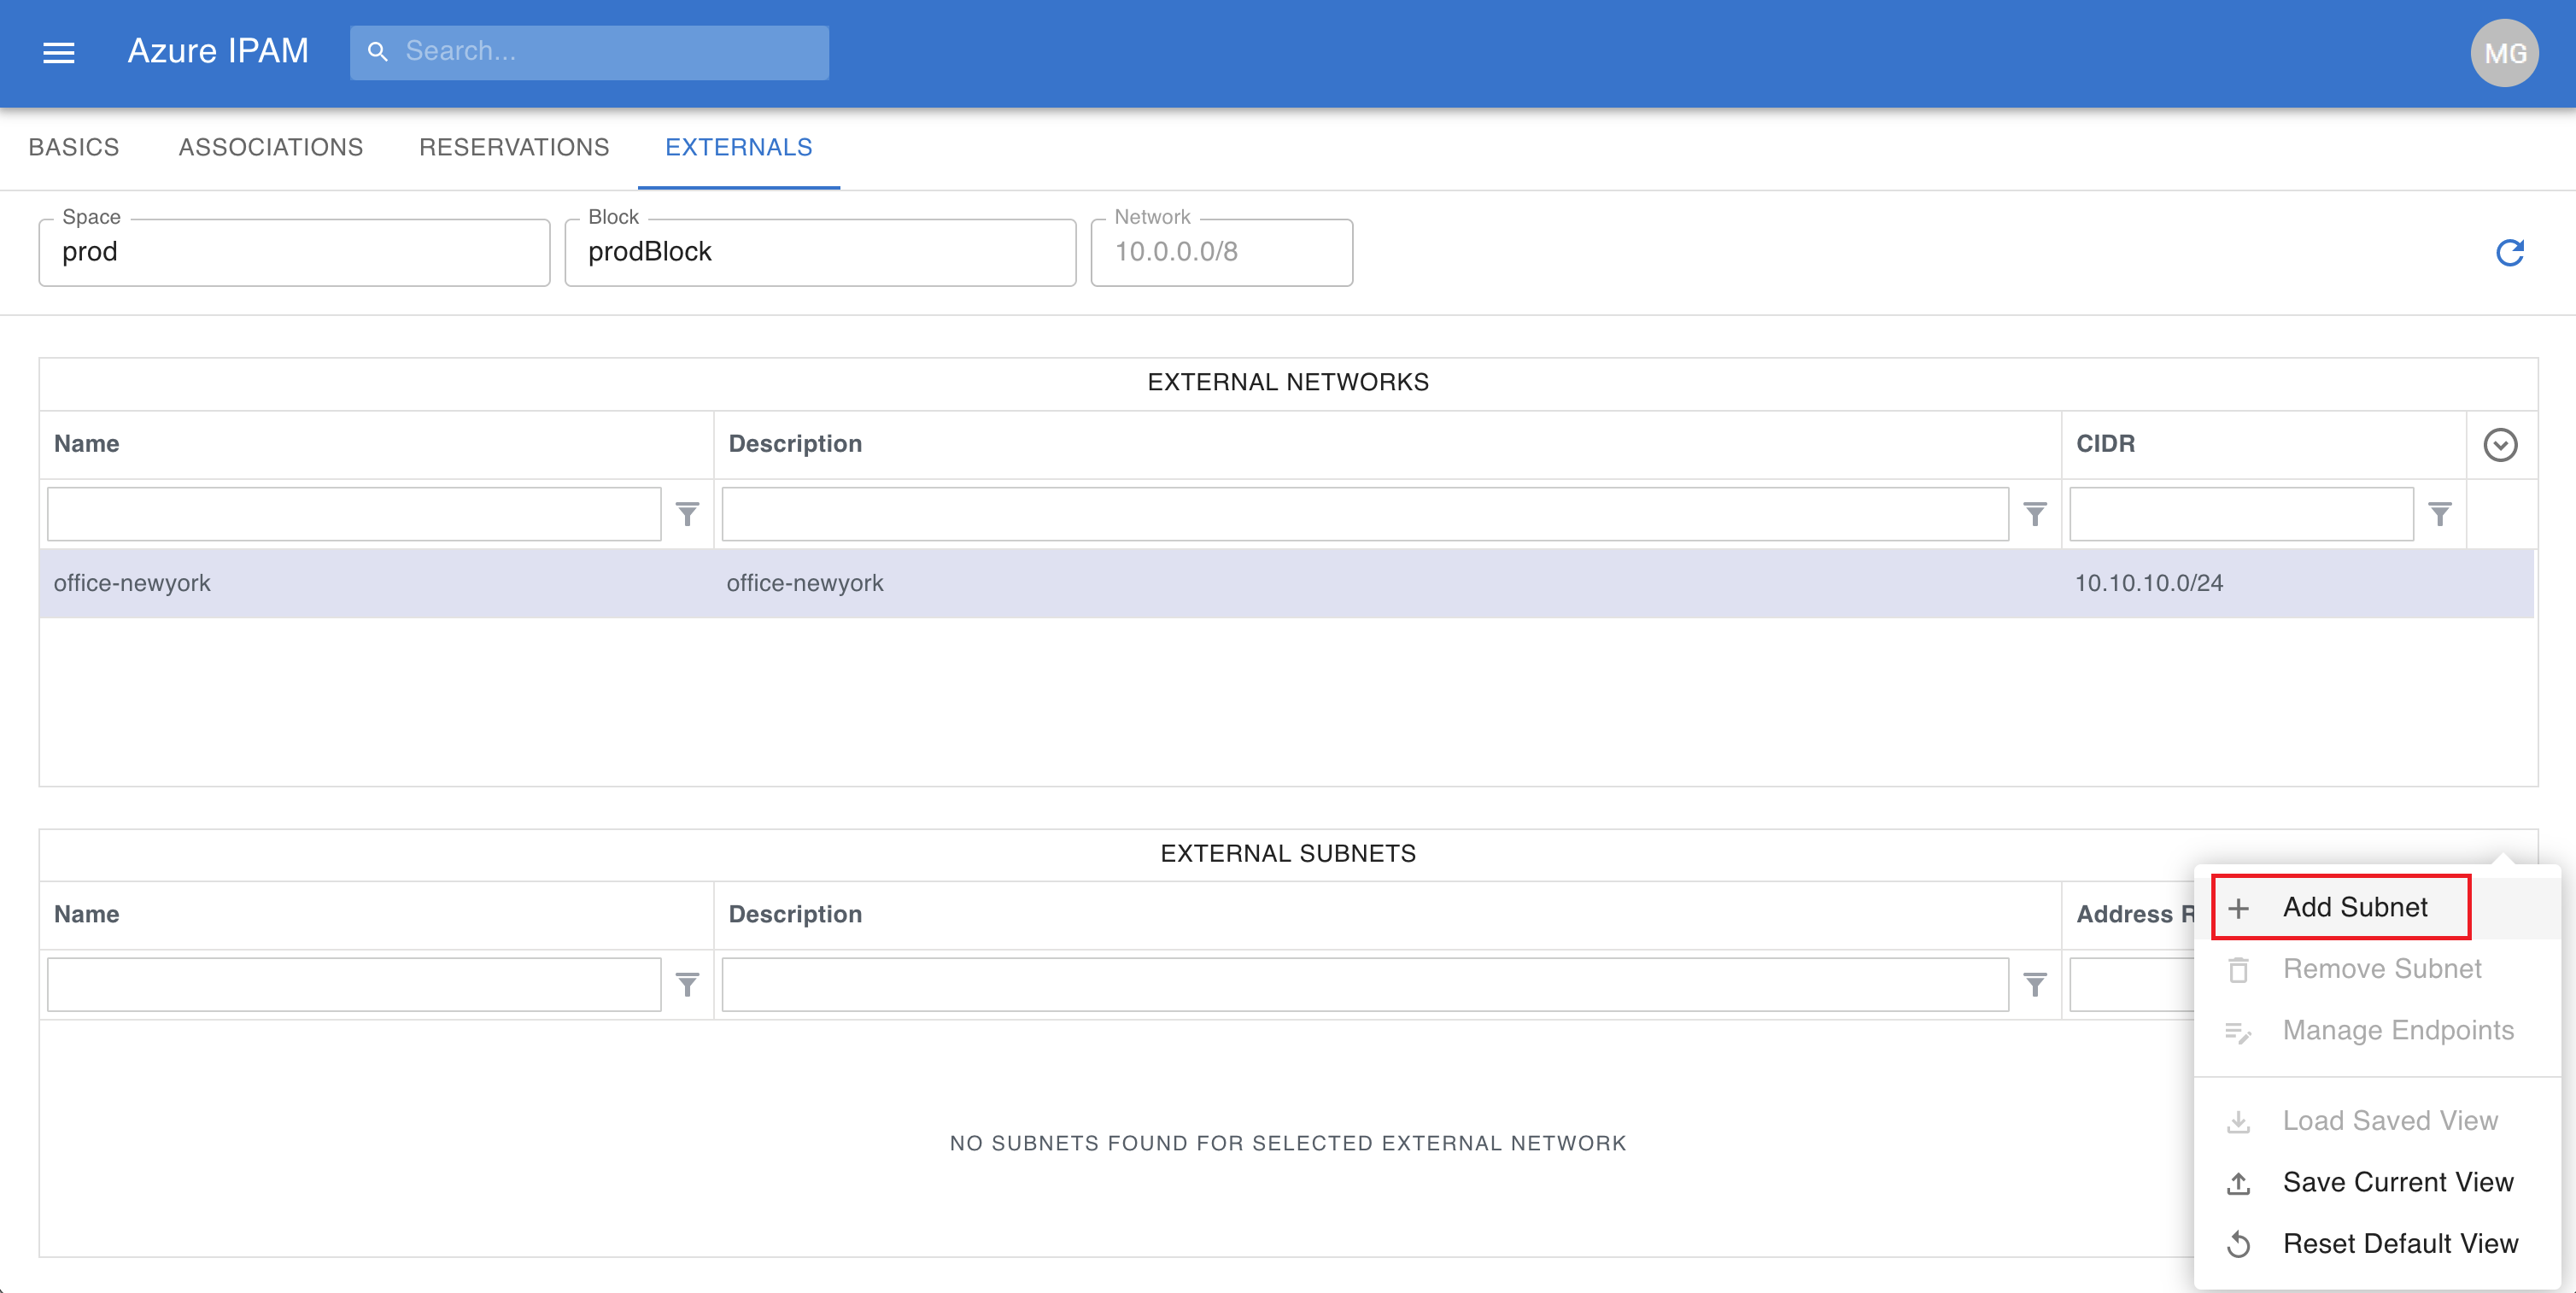 Azure IPAM
Search...
MG
BASICS
ASSOCIATIONS
RESERVATIONS
EXTERNALS
Space
prod
Block
prodBlock
Network
10.0.0.0/8
EXTERNAL NETWORKS
Name
Description
CIDR
office-newyork
office-newyork
10.10.10.0/24
EXTERNAL SUBNETS
Name
Description
Address R
NO SUBNETS FOUND FOR SELECTED EXTERNAL NETWORK
Add Subnet
Remove Subnet
Manage Endpoints
Load Saved View
Save Current View
Reset Default View